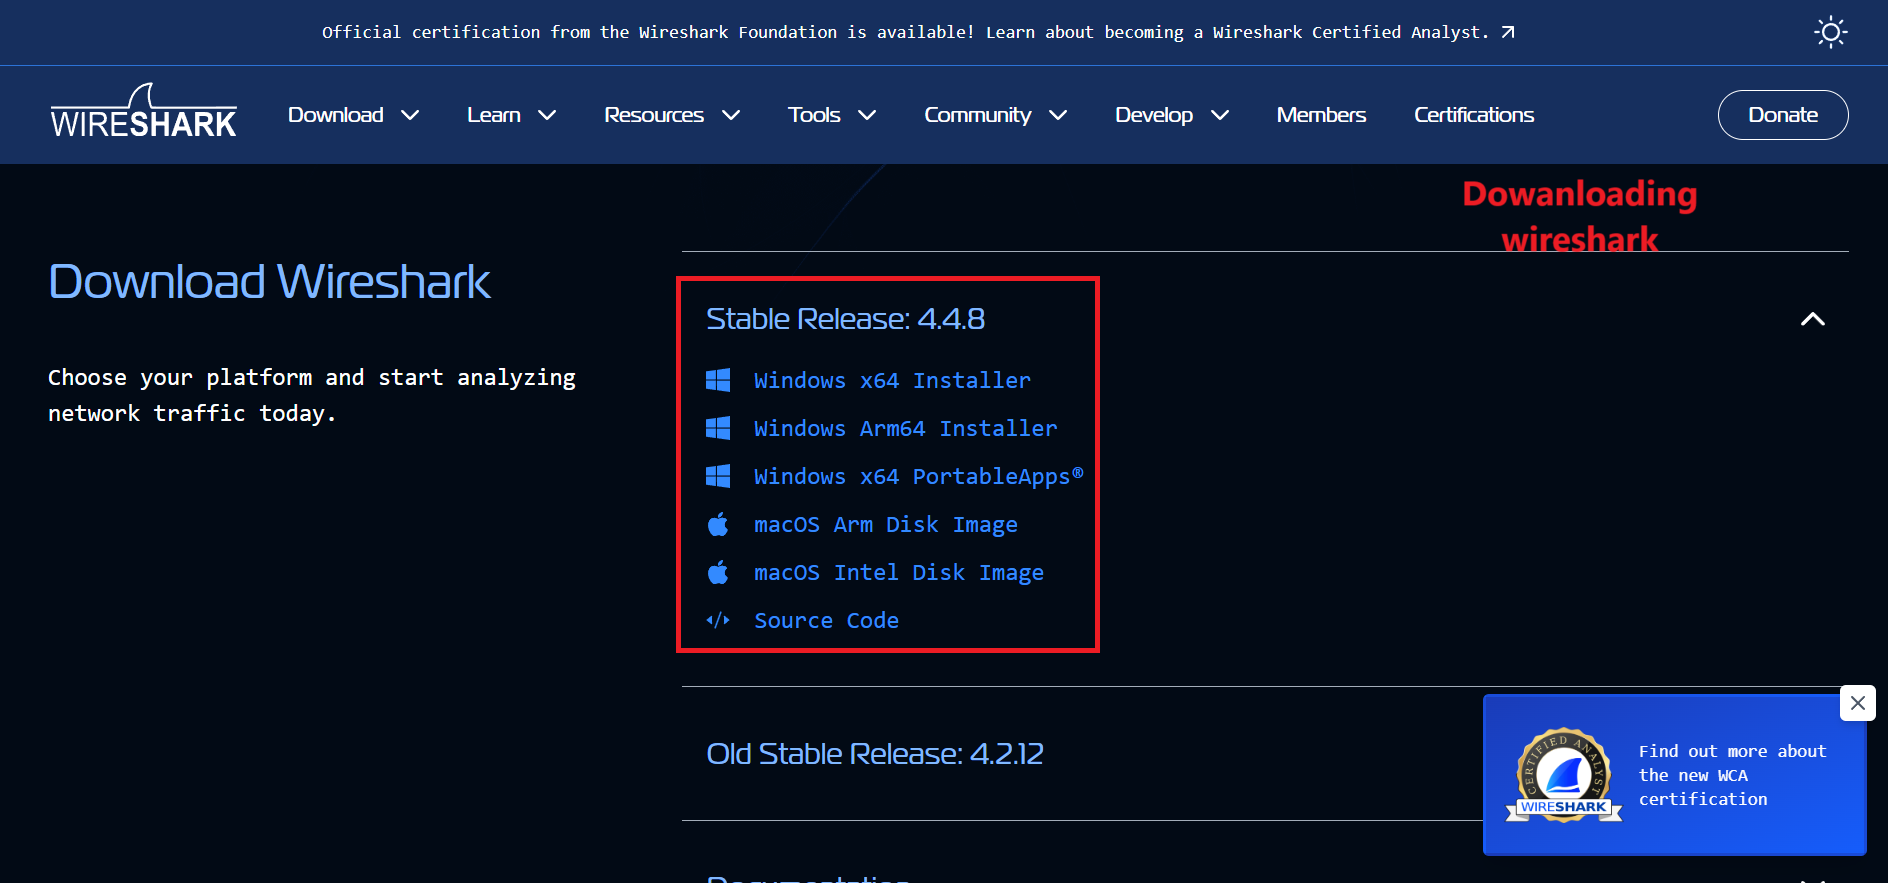 Official certification from the Wireshark Foundation is available! Learn about becoming a Wireshark Certified Analyst.
WIRESHARK
Download
Learn
Resources
Tools
Community
Develop
Members
Certifications
Donate
Dowanloading
wireshark
Download Wireshark
Choose your platform and start analyzing
network traffic today.
Stable Release: 4.4.8
Windows x64 Installer
Windows Arm64 Installer
Windows x64 PortableApps®
macOS Arm Disk Image
macOS Intel Disk Image
</> Source Code
Old Stable Release: 4.2.12
CERTIFIED ANALYST
WIRESHARK
Find out more about
the new WCA
certification
Documentation